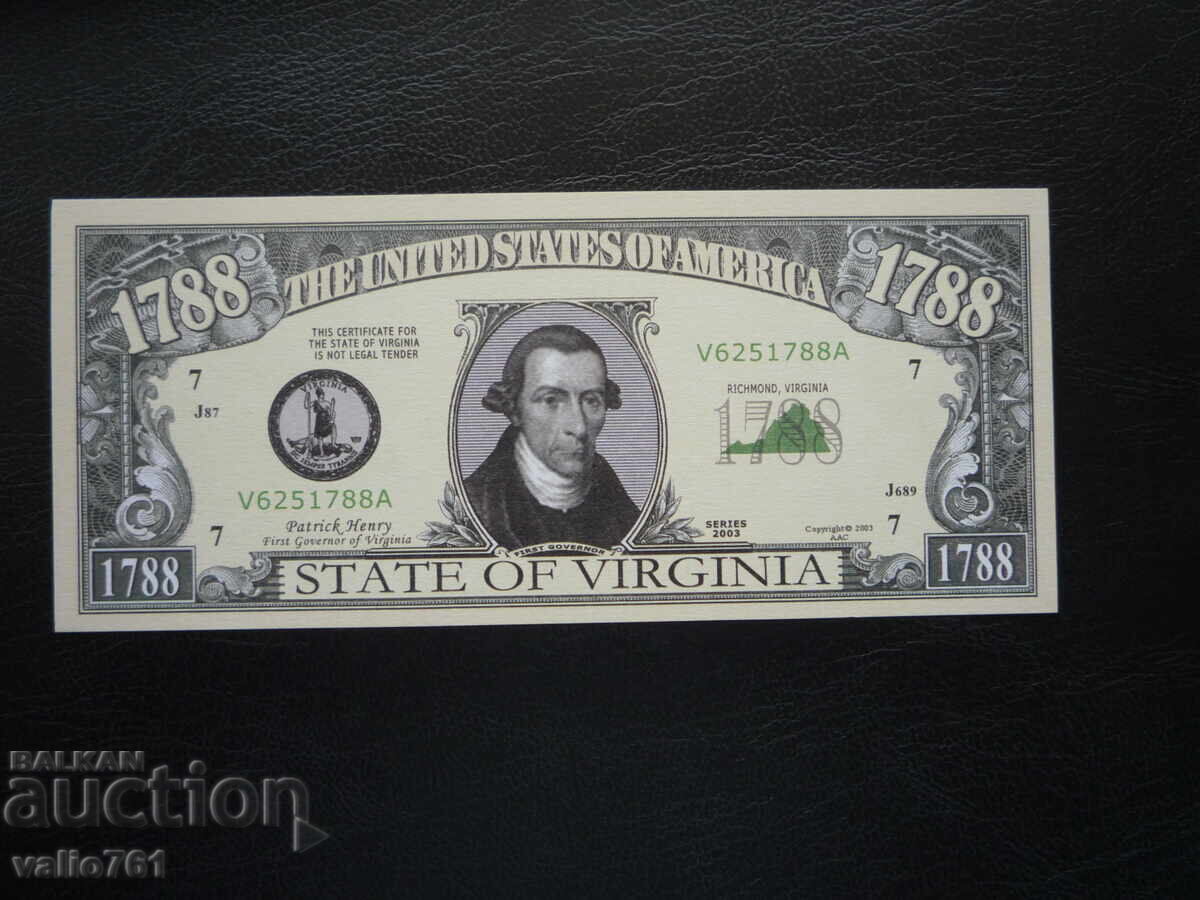 THE UNITED STATES OF AMERICA
1788
1788
THIS CERTIFICATE FOR
THE STATE OF VIRGINIA
IS NOT LEGAL TENDER
V6251788A
7
7
RICHMOND, VIRGINIA
J87
1788
VIRGINIA
V6251788A
J689
Patrick Henry
First Governor of Virginia
SERIES
2003
Copyright © 2003
AAC
7
7
FIRST GOVERNOR
1788
STATE OF VIRGINIA
1788
BALKAN
auction
valio761